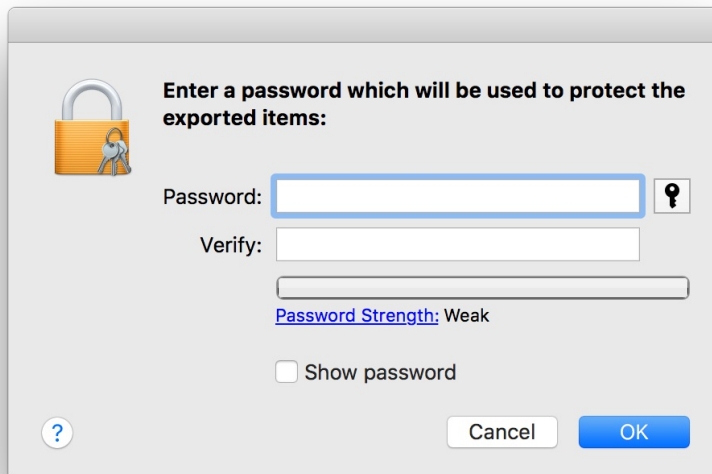 Enter a password which will be used to protect the
exported items:
Password:
Verify:
Password Strength: Weak
Show password
?
Cancel
OK